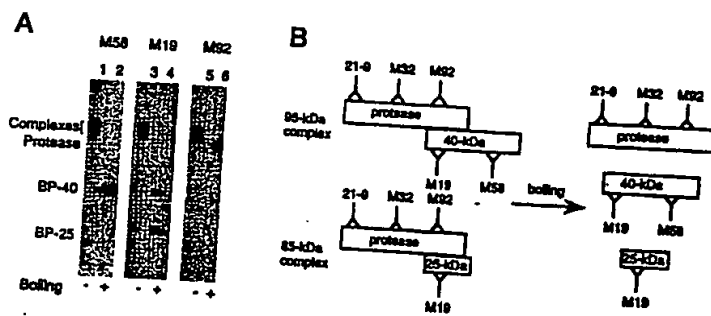 A
M58 M19 M92
1 2 3 4 5 6
Complexes[
Protease
BP-40
BP-25
Boiling - + - + - +
B
21-9 M32 M92
protease
95-kDa
complex
40-kDa
M19 M58
21-9 M32 M92
protease
85-kDa
complex
25-kDa
M19
boiling
21-9 M32 M92
protease
40-kDa
M19 M58
25-kDa
M19